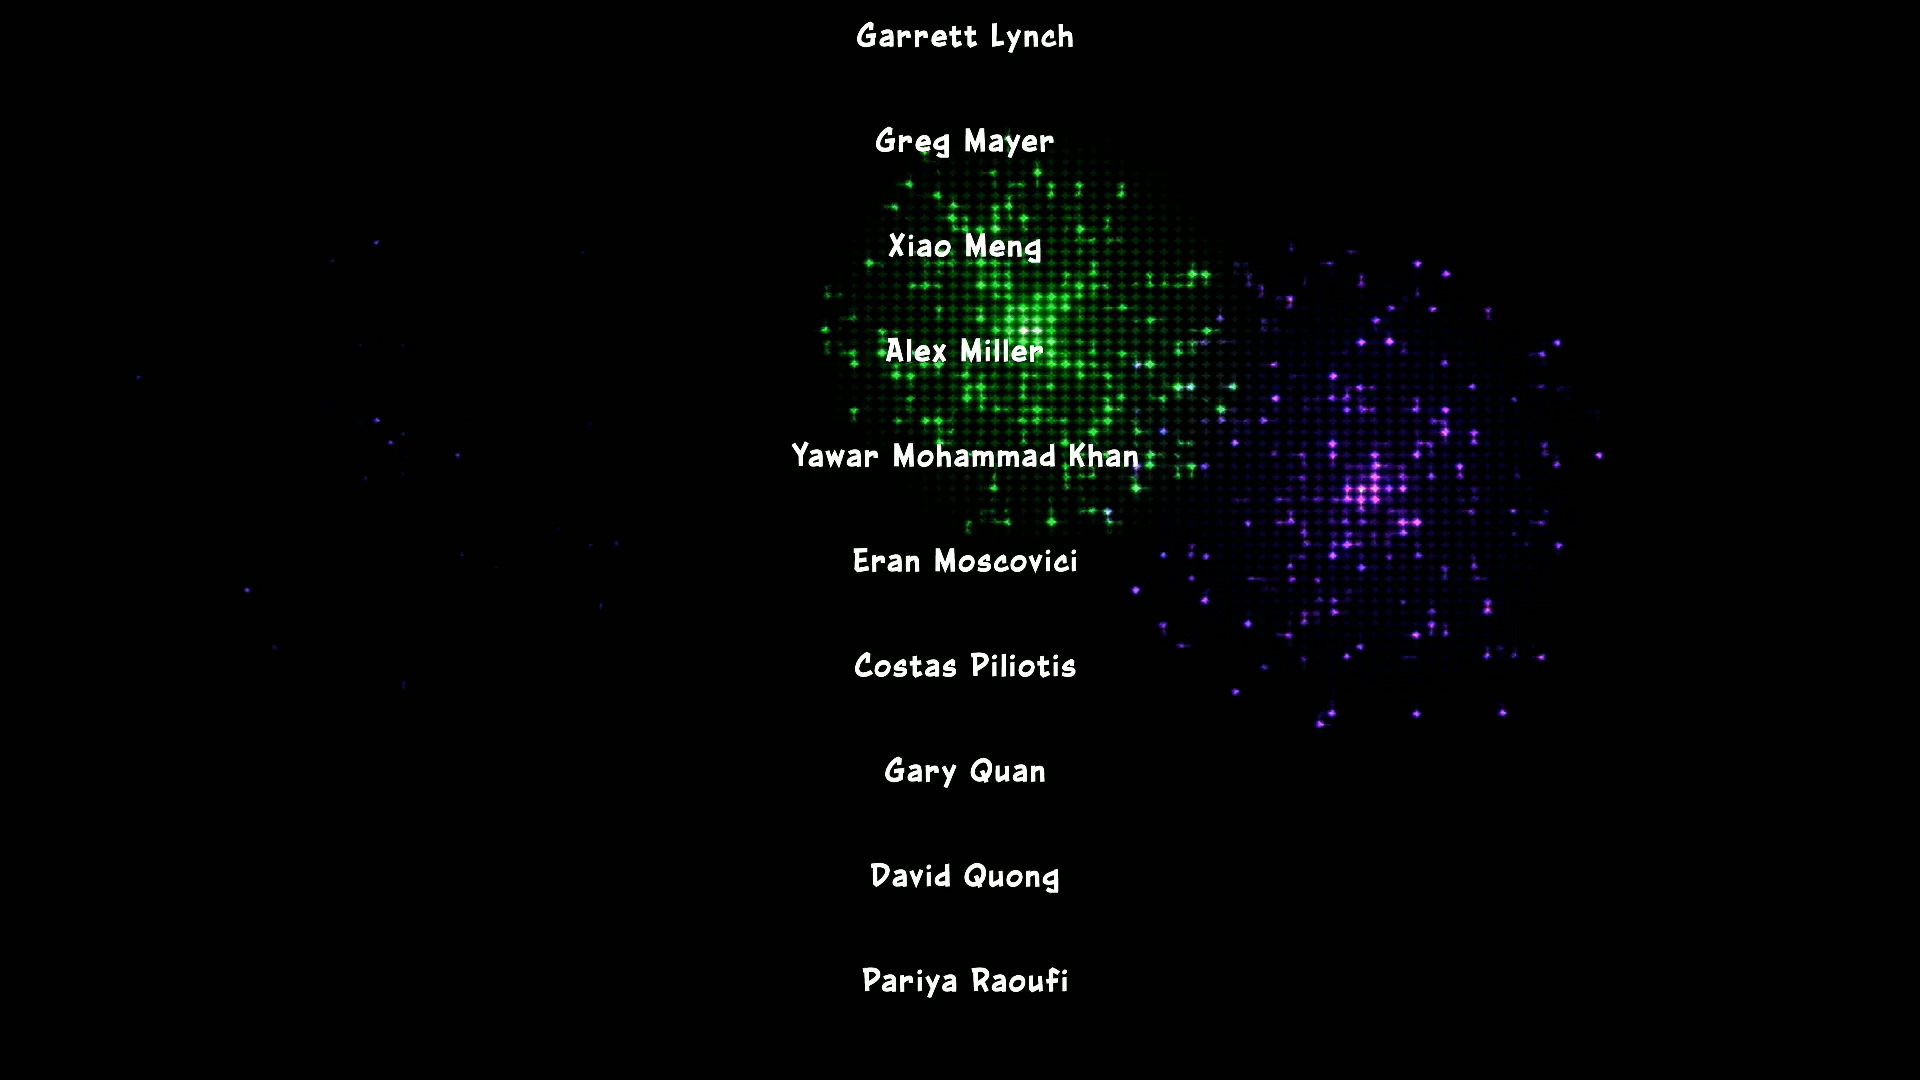 Garrett Lynch
Greg Mayer
Xiao Meng
Alex Miller
Yawar Mohammad Khan
Eran Moscovici
Costas Piliotis
Gary Quan
David Quong
Pariya Raoufi